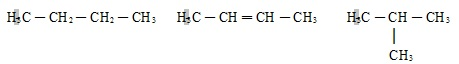 H₃C — CH₂ — CH₂ — CH₃   H₃C — CH = CH — CH₃   H₃C — CH — CH₃
|
CH₃